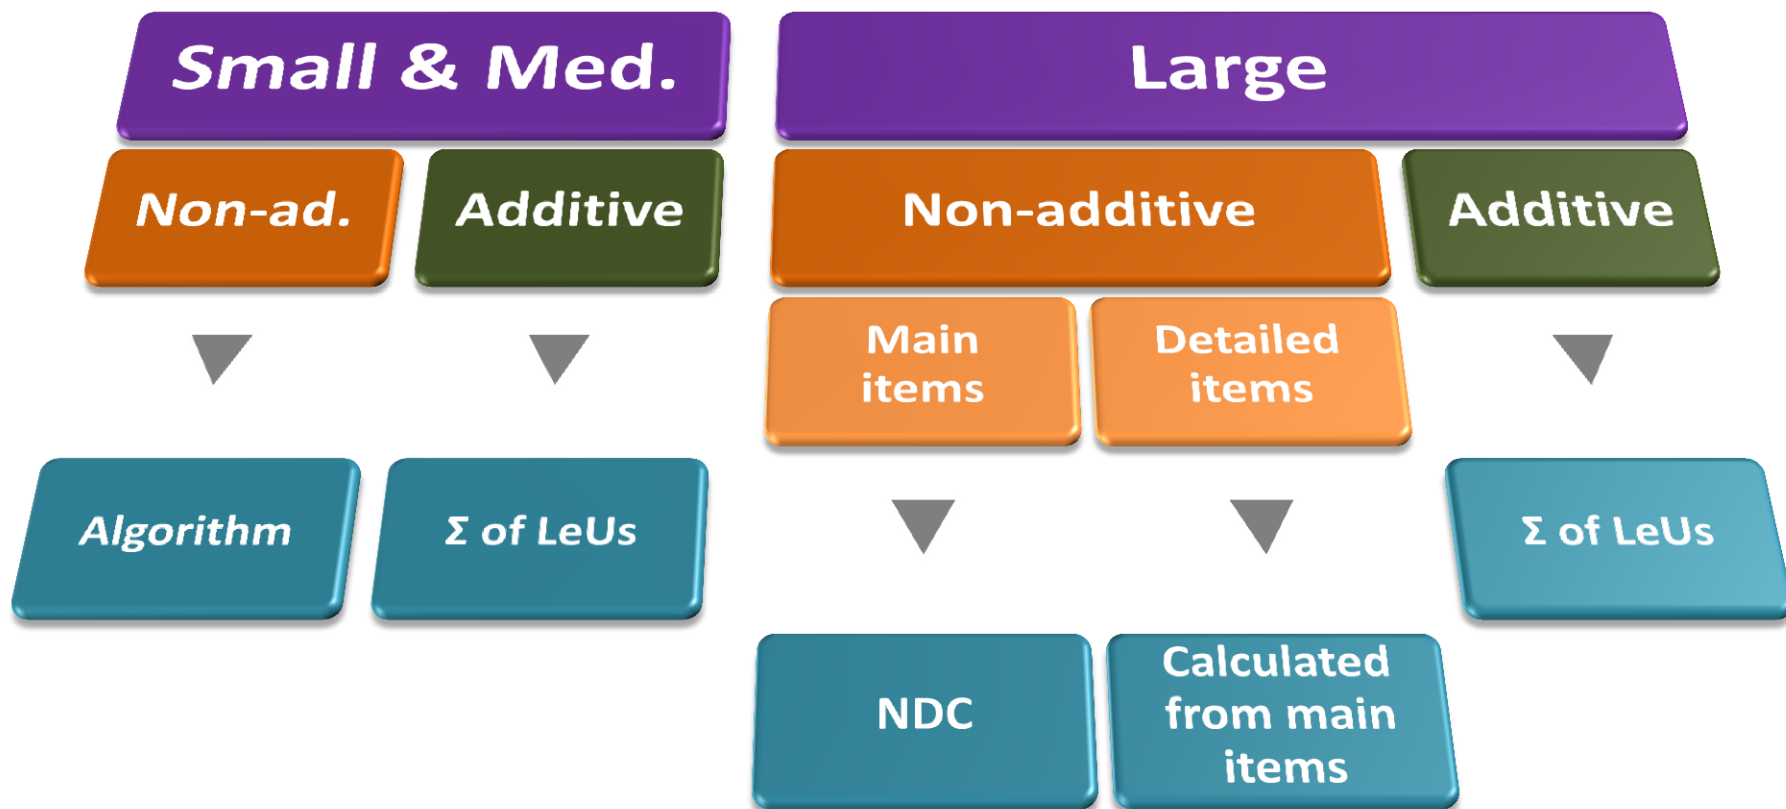 Small & Med.
Large
Non-ad.
Additive
Non-additive
Additive
Main
items
Detailed
items
Algorithm
Σ of LeUs
Σ of LeUs
NDC
Calculated
from main
items